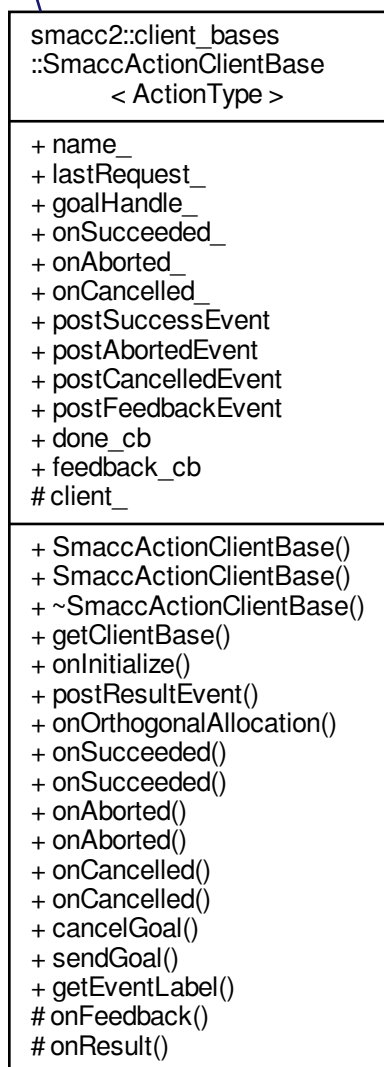 smacc2::client_bases
::SmaccActionClientBase
< ActionType >
+ name_
+ lastRequest_
+ goalHandle_
+ onSucceeded_
+ onAborted_
+ onCancelled_
+ postSuccessEvent
+ postAbortedEvent
+ postCancelledEvent
+ postFeedbackEvent
+ done_cb
+ feedback_cb
# client_
+ SmaccActionClientBase()
+ SmaccActionClientBase()
+ ~SmaccActionClientBase()
+ getClientBase()
+ onInitialize()
+ postResultEvent()
+ onOrthogonalAllocation()
+ onSucceeded()
+ onSucceeded()
+ onAborted()
+ onAborted()
+ onCancelled()
+ onCancelled()
+ cancelGoal()
+ sendGoal()
+ getEventLabel()
# onFeedback()
# onResult()